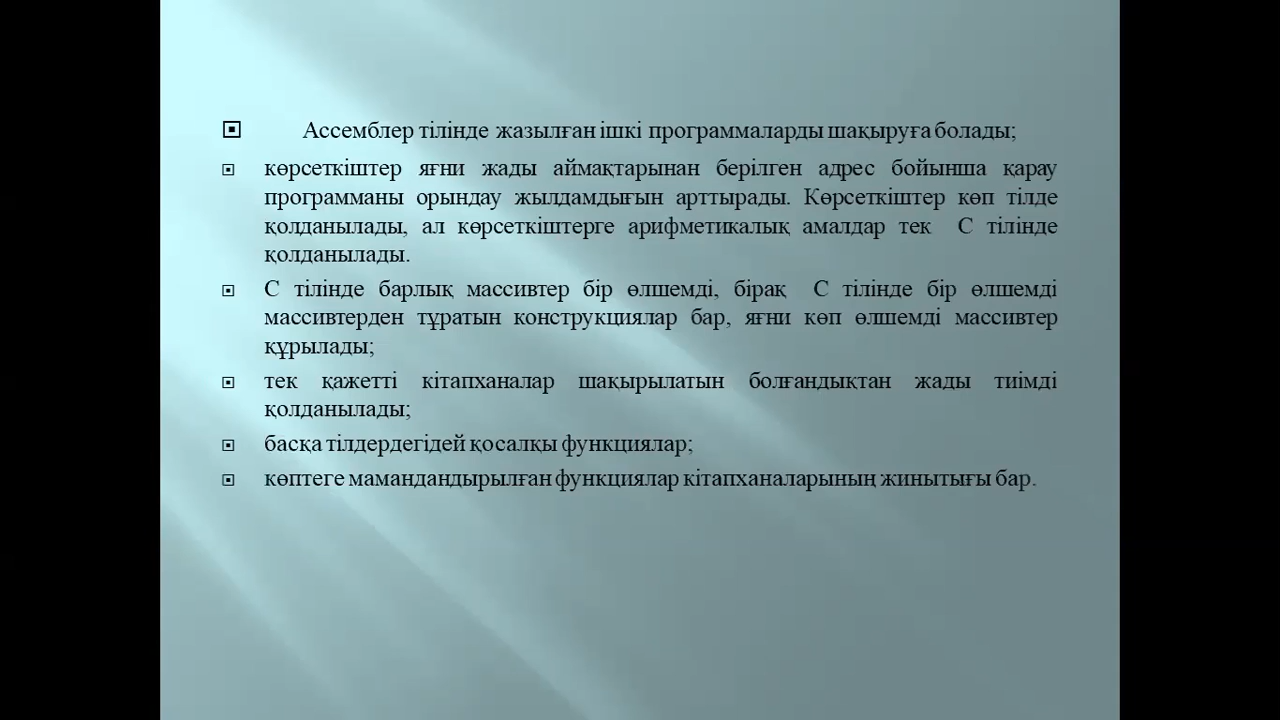 Ассемблер тілінде жазылған ішкі программаларды шақыруға болады;
көрсеткіштер яғни жады аймақтарынан берілген адрес бойынша қарау
программаны орындау жылдамдығын арттырады. Көрсеткіштер көп тілде
қолданылады, ал көрсеткіштерге арифметикалық амалдар тек С тілінде
қолданылады.
С тілінде барлық массивтер бір өлшемді, бірақ С тілінде бір өлшемді
массивтерден тұратын конструкциялар бар, яғни көп өлшемді массивтер
құрылады;
тек қажетті кітапханалар шақырылатын болғандықтан жады тиімді
қолданылады;
басқа тілдердегідей қосалқы функциялар;
көптеге мамандандырылған функциялар кітапханаларының жинытығы бар.